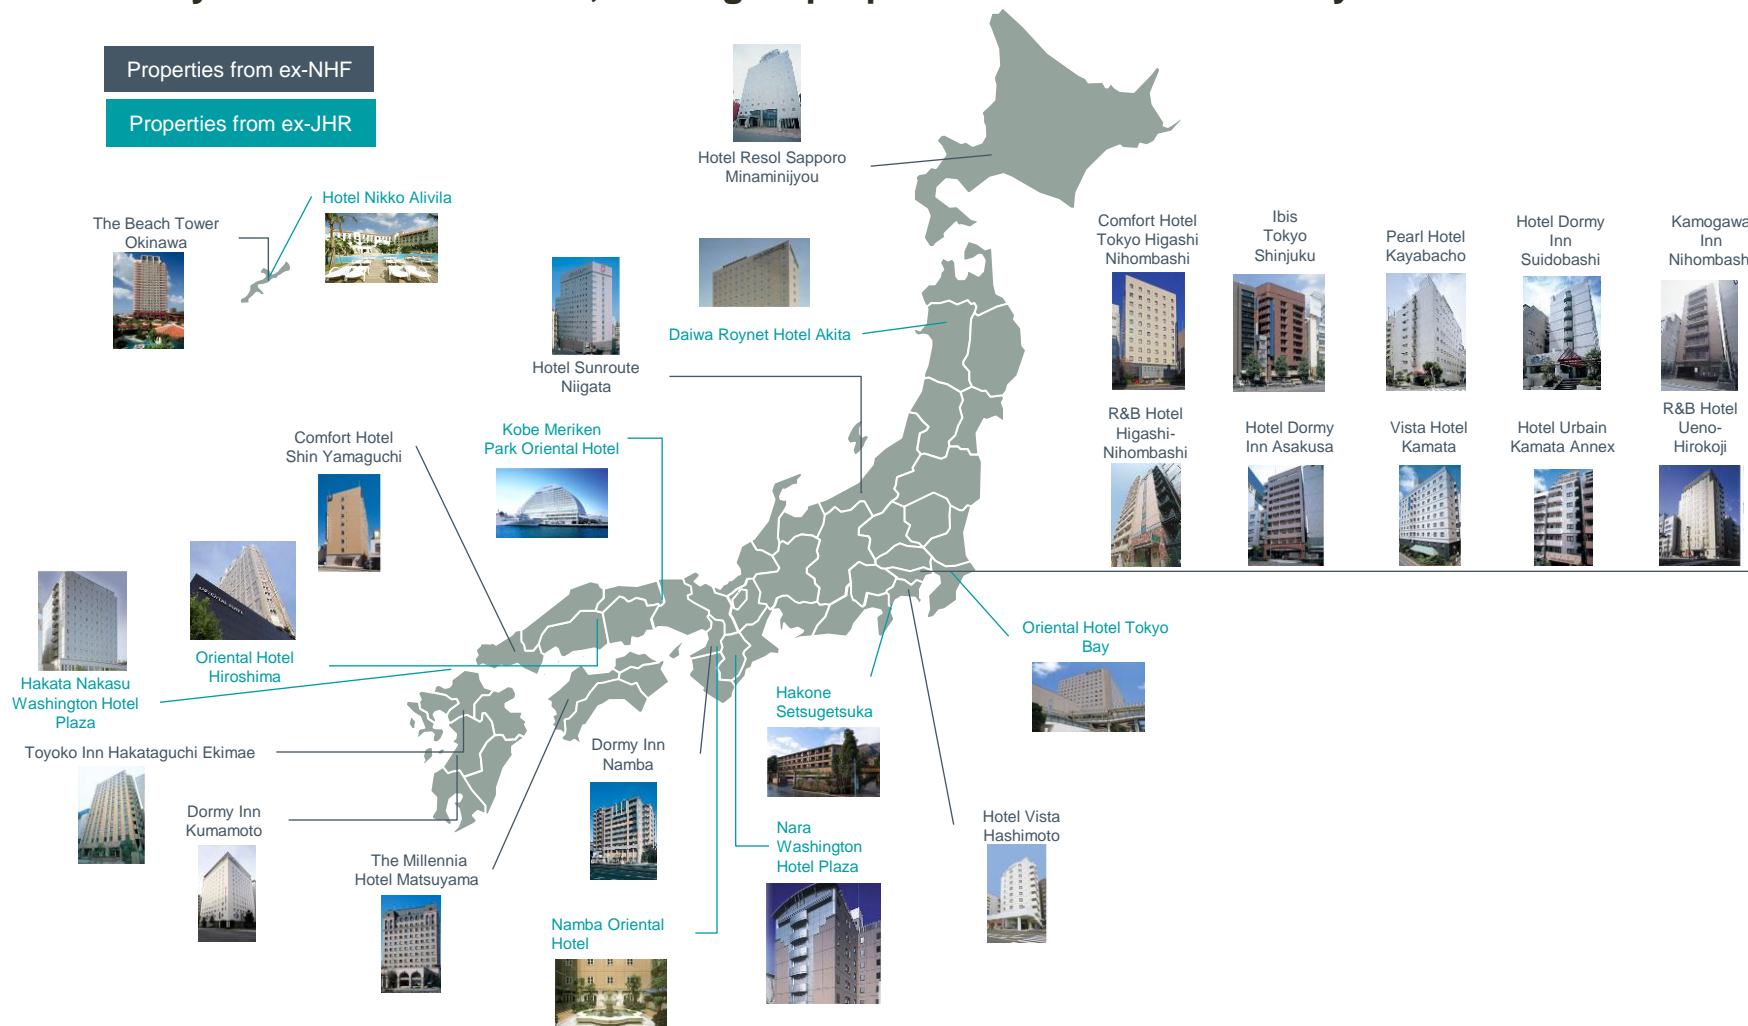 Properties from ex-NHF
Properties from ex-JHR
Hotel Resol Sapporo
Minaminijyou
Hotel Nikko Alivila
The Beach Tower
Okinawa
Comfort Hotel
Tokyo Higashi
Nihombashi
Ibis
Tokyo
Shinjuku
Pearl Hotel
Kayabacho
Hotel Dormy
Inn
Suidobashi
Kamogawa
Inn
Nihombash
Daiwa Roynet Hotel Akita
Hotel Sunroute
Niigata
R&B Hotel
Higashi-
Nihombashi
Hotel Dormy
Inn Asakusa
Vista Hotel
Kamata
Hotel Urbain
Kamata Annex
R&B Hotel
Ueno-
Hirokoji
Kobe Meriken
Park Oriental Hotel
Comfort Hotel
Shin Yamaguchi
Oriental Hotel
Hiroshima
Hakata Nakasu
Washington Hotel
Plaza
Oriental Hotel Tokyo
Bay
Hakone
Setsugetsuka
Toyoko Inn Hakataguchi Ekimae
Dormy Inn
Namba
Dormy Inn
Kumamoto
The Millennia
Hotel Matsuyama
Nara
Washington
Hotel Plaza
Hotel Vista
Hashimoto
Namba Oriental
Hotel